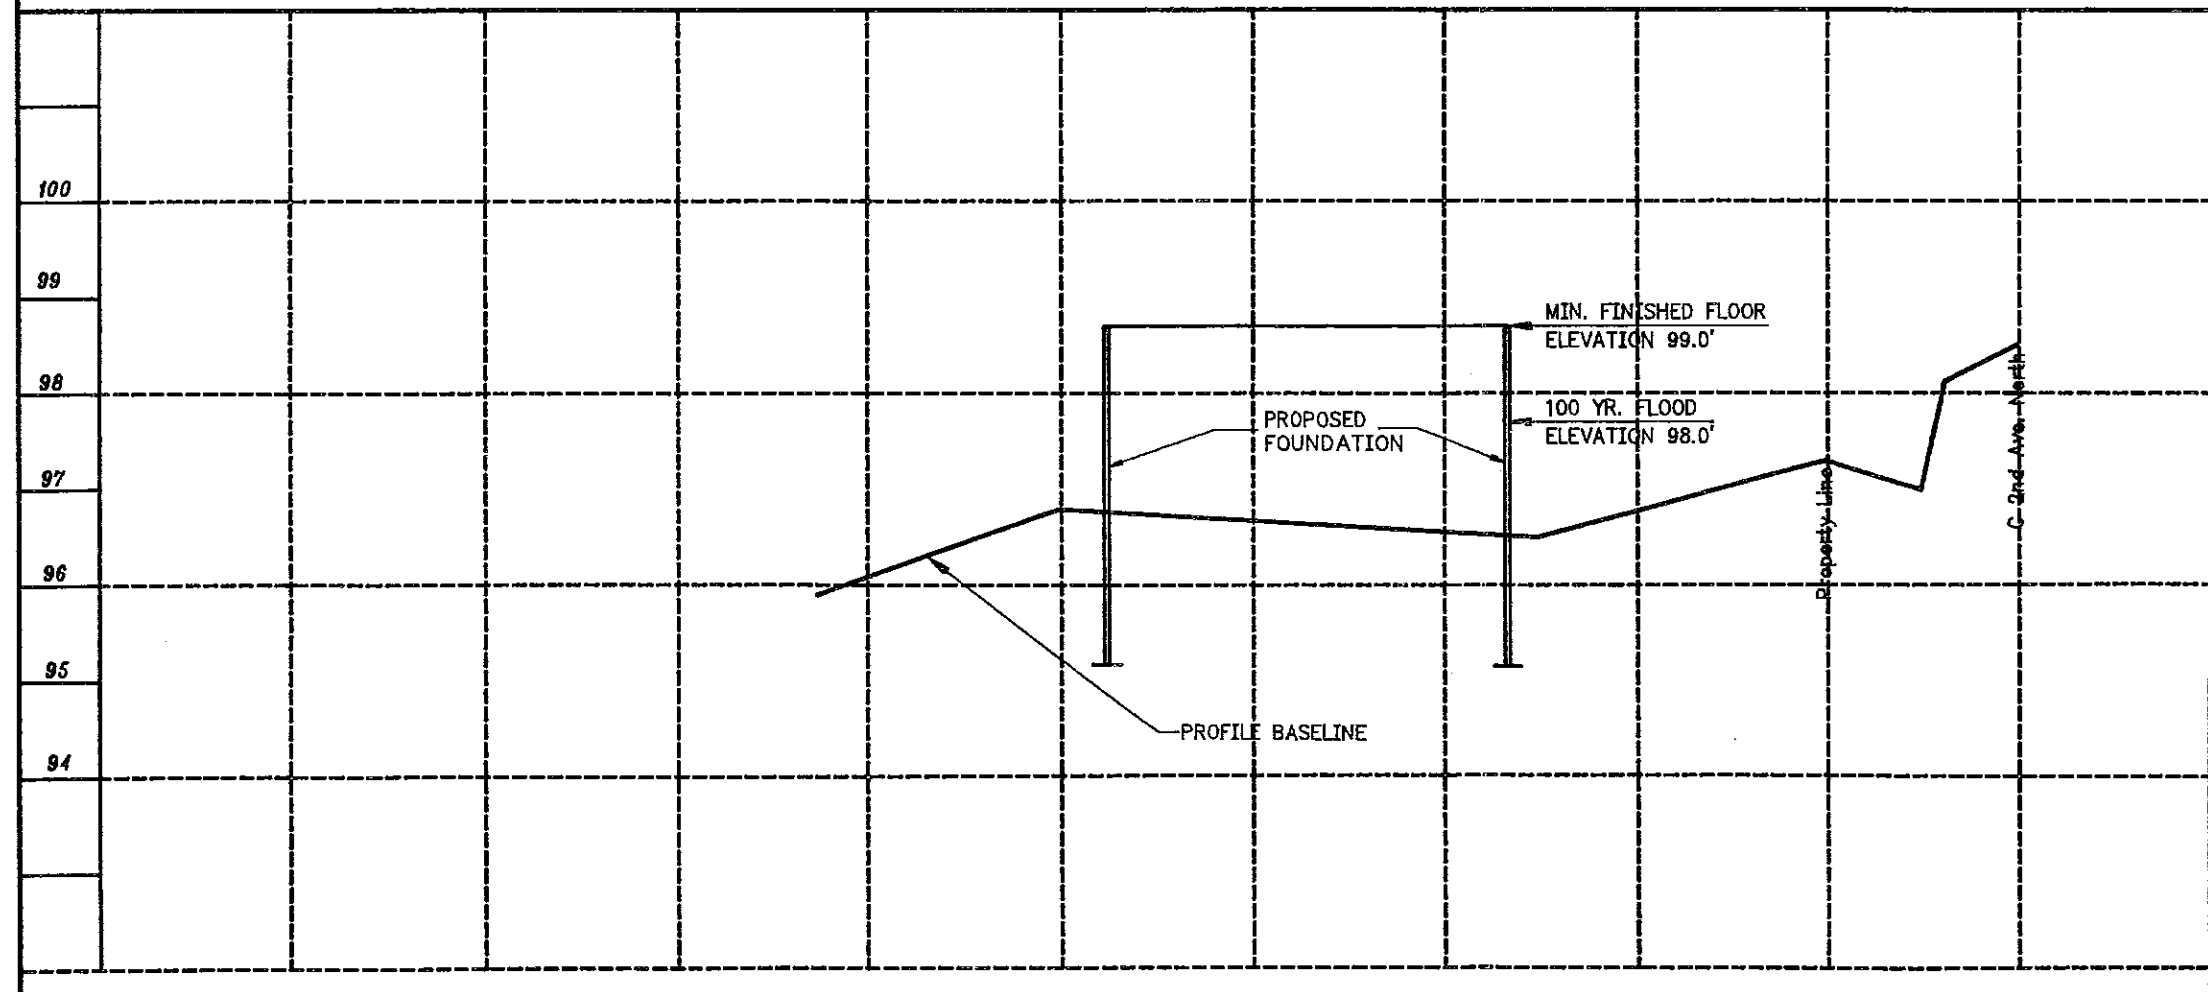 100
99
98
97
96
95
94
MIN. FINISHED FLOOR
ELEVATION 99.0'
100 YR. FLOOD
ELEVATION 98.0'
PROPOSED
FOUNDATION
PROFILE BASELINE
Property Line
C 2nd Ave. North